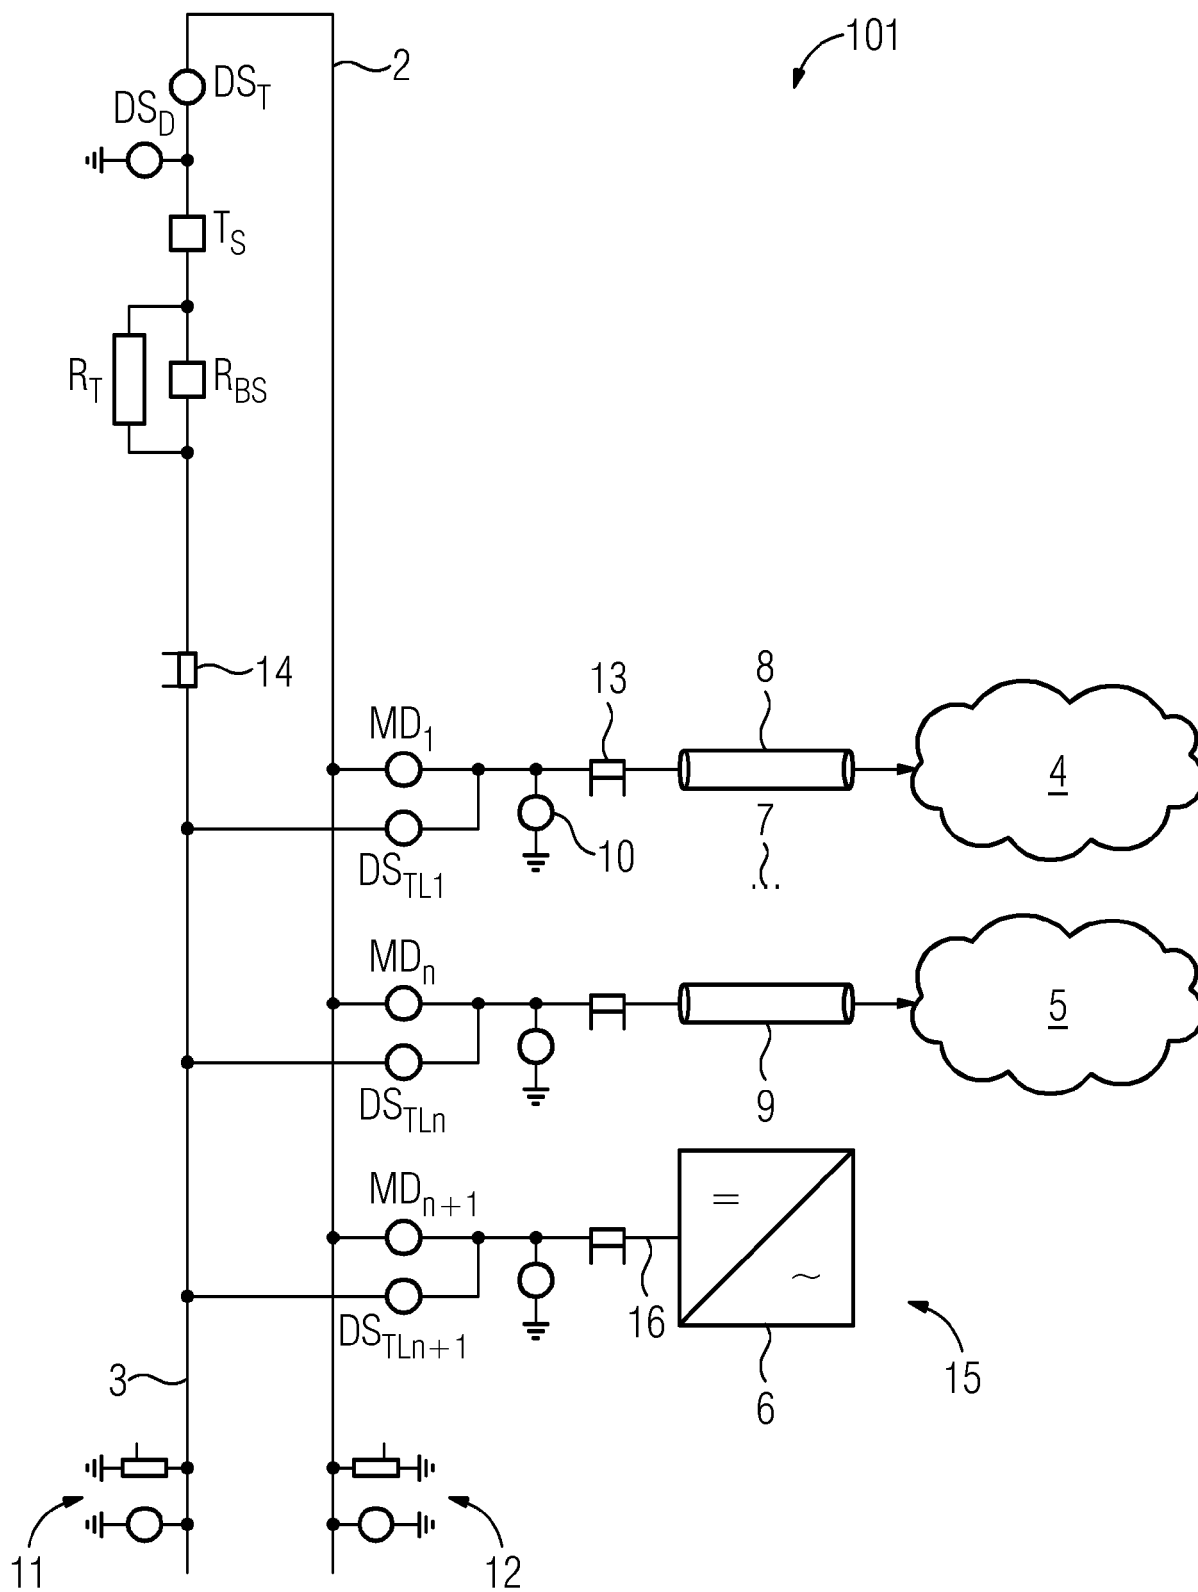 101
2
DS_T
DS_D
T_S
R_T
R_BS
14
13
8
MD_1
4
7
10
DS_TL1
...
MD_n
5
DS_TLn
9
MD_n+1
=
~
DS_TLn+1
16
3
6
15
11
12